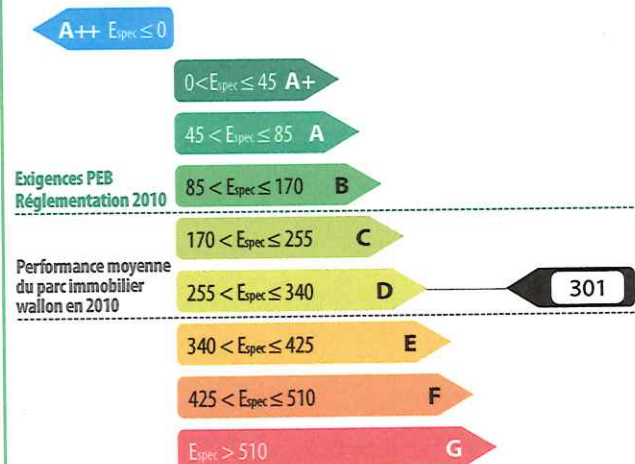 A++ Espec ≤ 0
0 < Espec ≤ 45 A+
45 < Espec ≤ 85 A
Exigences PEB
Réglementation 2010
85 < Espec ≤ 170 B
170 < Espec ≤ 255 C
Performance moyenne
du parc immobilier
wallon en 2010
255 < Espec ≤ 340 D
301
340 < Espec ≤ 425 E
425 < Espec ≤ 510 F
Espec > 510 G